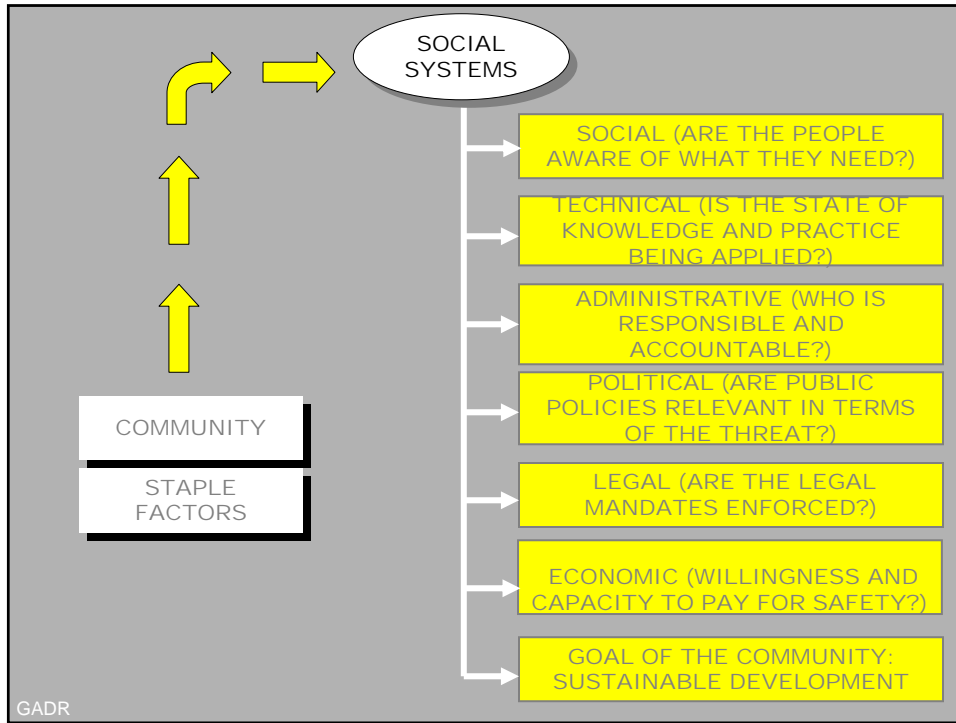 SOCIAL
SYSTEMS
SOCIAL (ARE THE PEOPLE
AWARE OF WHAT THEY NEED?)
TECHNICAL (IS THE STATE OF
KNOWLEDGE AND PRACTICE
BEING APPLIED?)
ADMINISTRATIVE (WHO IS
RESPONSIBLE AND
ACCOUNTABLE?)
POLITICAL (ARE PUBLIC
POLICIES RELEVANT IN TERMS
OF THE THREAT?)
LEGAL (ARE THE LEGAL
MANDATES ENFORCED?)
ECONOMIC (WILLINGNESS AND
CAPACITY TO PAY FOR SAFETY?)
GOAL OF THE COMMUNITY:
SUSTAINABLE DEVELOPMENT
COMMUNITY
STAPLE
FACTORS
GADR